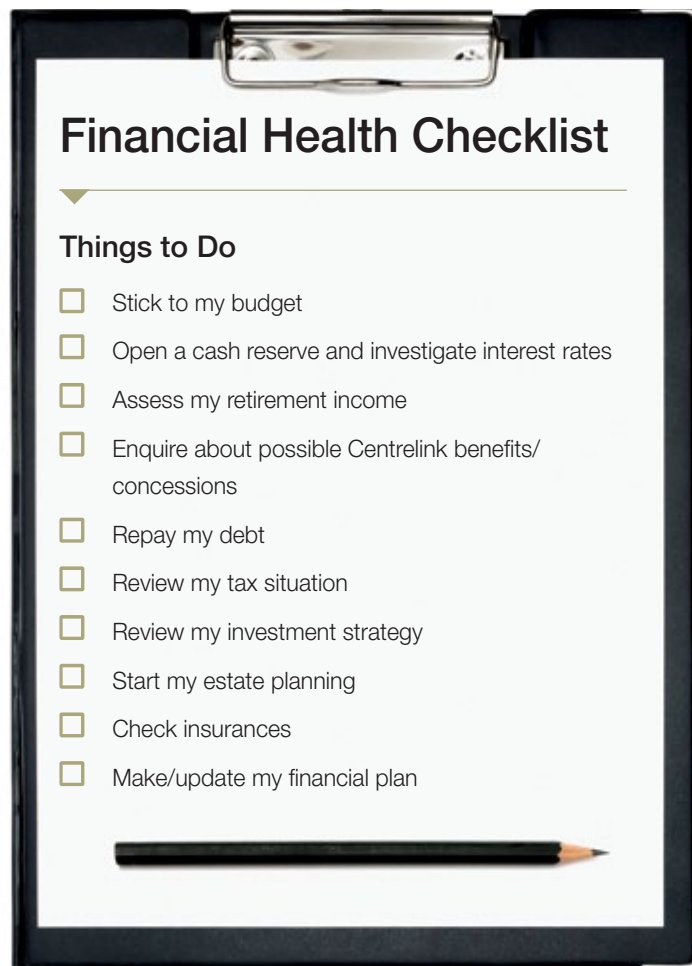 Financial Health Checklist
Things to Do
Stick to my budget
Open a cash reserve and investigate interest rates
Assess my retirement income
Enquire about possible Centrelink benefits/
concessions
Repay my debt
Review my tax situation
Review my investment strategy
Start my estate planning
Check insurances
Make/update my financial plan